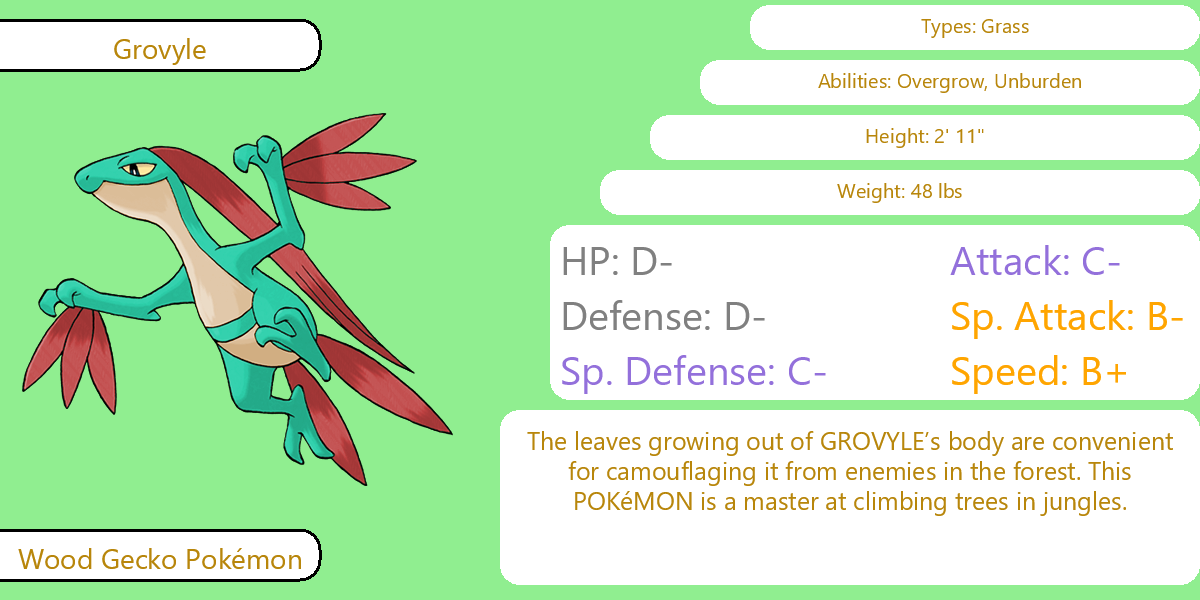 Grovyle
Types: Grass
Abilities: Overgrow, Unburden
Height: 2' 11"
Weight: 48 lbs
HP: D-
Attack: C-
Defense: D-
Sp. Attack: B-
Sp. Defense: C-
Speed: B+
The leaves growing out of GROVYLE’s body are convenient
for camouflaging it from enemies in the forest. This
POKéMON is a master at climbing trees in jungles.
Wood Gecko Pokémon